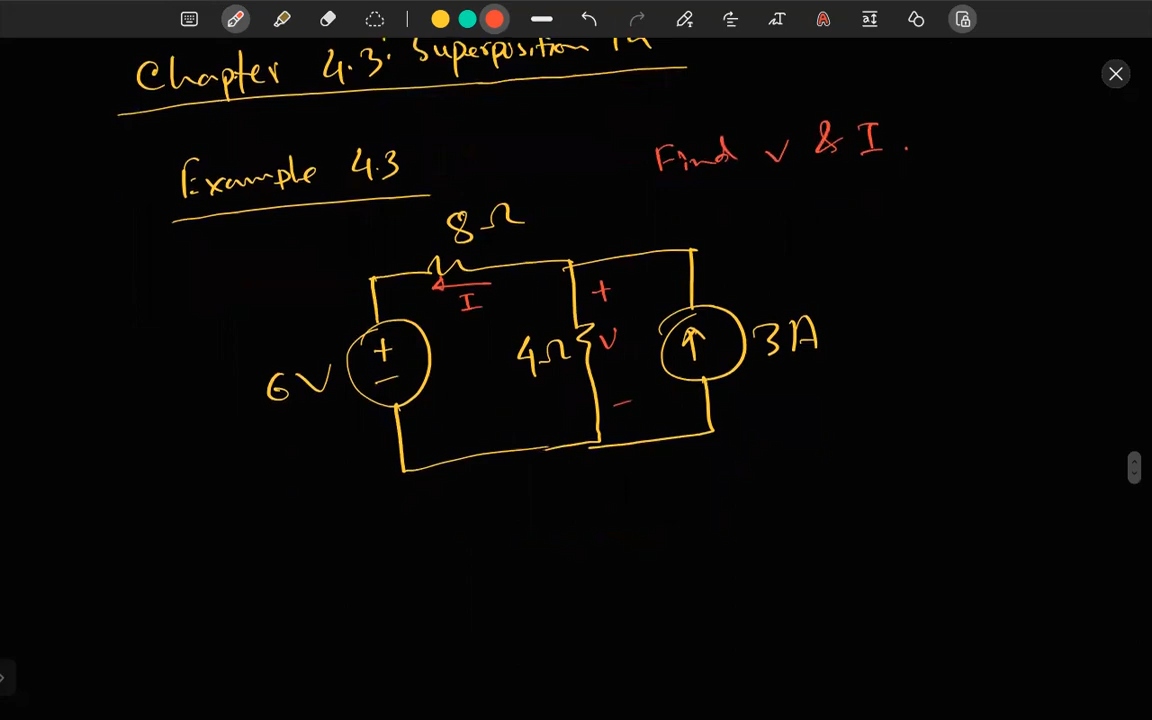 Chapter 4.3: Superposition
Example 4.3
Find v & I.
8Ω
I
+
4Ω
V
-
+
-
6V
3A